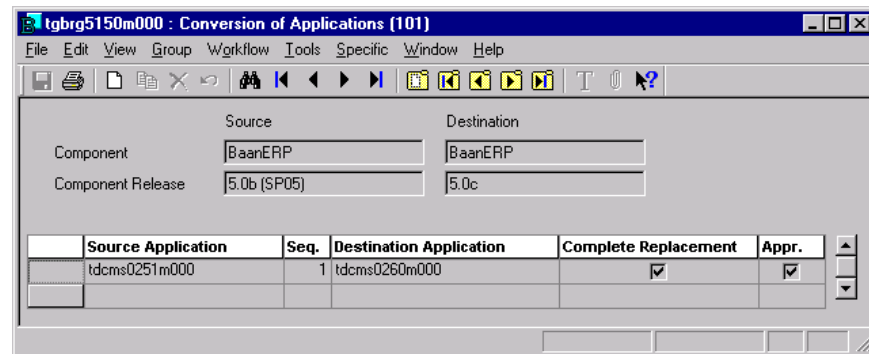 tgbrg5150m000 : Conversion of Applications (101)
File Edit View Group Workflow Tools Specific Window Help
Source Destination
Component BaanERP BaanERP
Component Release 5.0b (SP05) 5.0c
Source Application Seq. Destination Application Complete Replacement Appr.
tdcms0251m000 1 tdcms0260m000